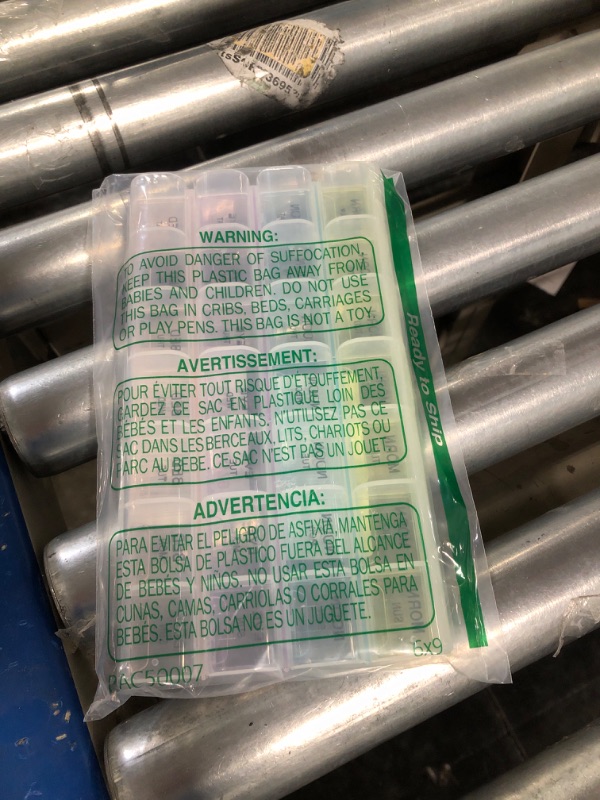 WARNING:
TO AVOID DANGER OF SUFFOCATION,
KEEP THIS PLASTIC BAG AWAY FROM
BABIES AND CHILDREN. DO NOT USE
THIS BAG IN CRIBS, BEDS, CARRIAGES
OR PLAY PENS. THIS BAG IS NOT A TOY.
AVERTISSEMENT:
POUR ÉVITER TOUT RISQUE D'ETOUFFEMENT,
GARDEZ CE SAC EN PLASTIQUE LOIN DES
BÉBÉS ET LES ENFANTS. N'UTILISEZ PAS CE
SAC DANS LES BERCEAUX, LITS, CHARIOTS OU
PARC AU BEBE. CE SAC N'EST PAS UN JOUET.
ADVERTENCIA:
PARA EVITAR EL PELIGRO DE ASFIXIA, MANTENGA
ESTA BOLSA DE PLÁSTICO FUERA DEL ALCANCE
DE BEBÉS Y NIÑOS. NO USAR ESTA BOLSA EN
CUNAS, CAMAS, CARRIOLAS O CORRALES PARA
BEBES. ESTA BOLSA NO ES UN JUGUETE.
RAC50007
6x9
Ready to Ship